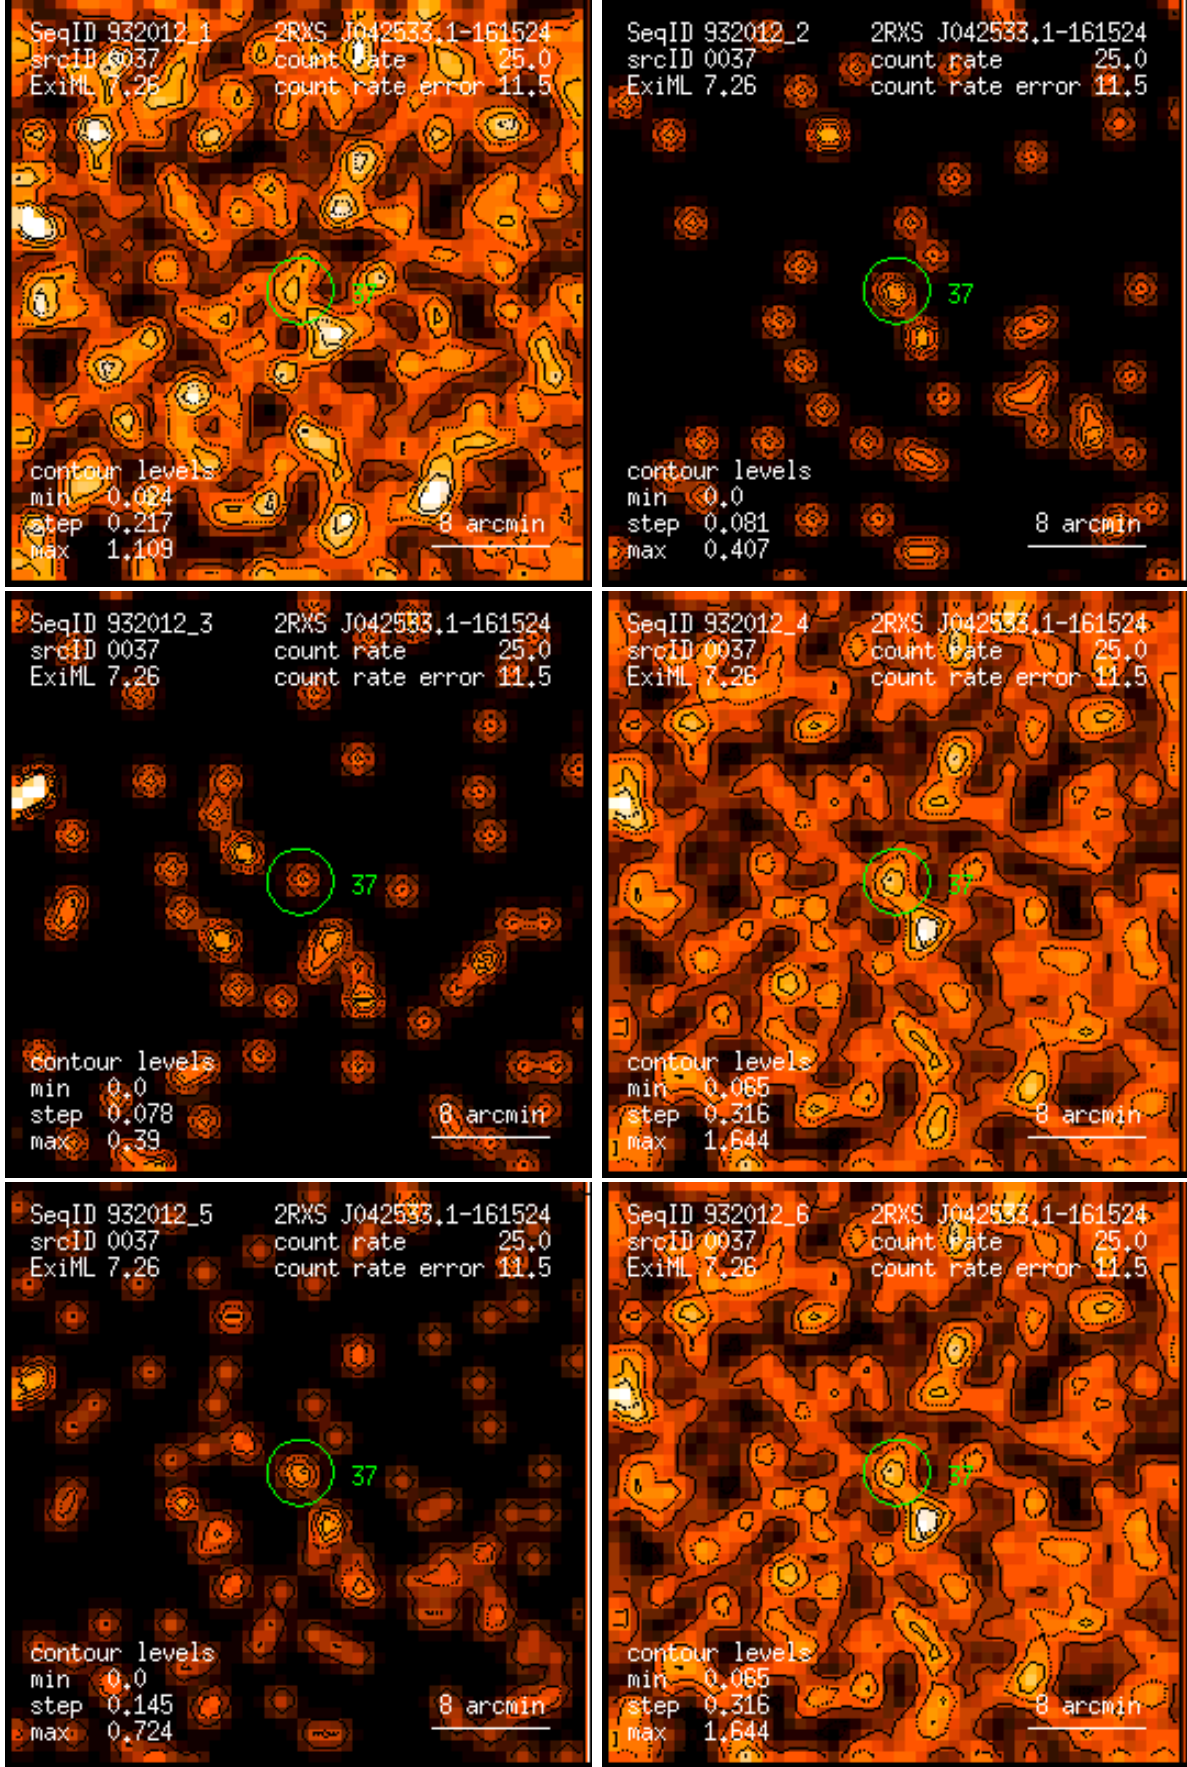 SeqID 932012_1 2RXS J042533.1-161524
srcID 0037 count rate 25.0
ExiML 7.26 count rate error 11.5
37
contour levels
min 0.024
step 0.217 8 arcmin
max 1.109
SeqID 932012_2 2RXS J042533.1-161524
srcID 0037 count rate 25.0
ExiML 7.26 count rate error 11.5
37
contour levels
min 0.0
step 0.081 8 arcmin
max 0.407
SeqID 932012_3 2RXS J042533.1-161524
srcID 0037 count rate 25.0
ExiML 7.26 count rate error 11.5
37
contour levels
min 0.0
step 0.078 8 arcmin
max 0.39
SeqID 932012_4 2RXS J042533.1-161524
srcID 0037 count rate 25.0
ExiML 7.26 count rate error 11.5
37
contour levels
min 0.065
step 0.316 8 arcmin
max 1.644
SeqID 932012_5 2RXS J042533.1-161524
srcID 0037 count rate 25.0
ExiML 7.26 count rate error 11.5
37
contour levels
min 0.0
step 0.145 8 arcmin
max 0.724
SeqID 932012_6 2RXS J042533.1-161524
srcID 0037 count rate 25.0
ExiML 7.26 count rate error 11.5
37
contour levels
min 0.065
step 0.316 8 arcmin
max 1.644